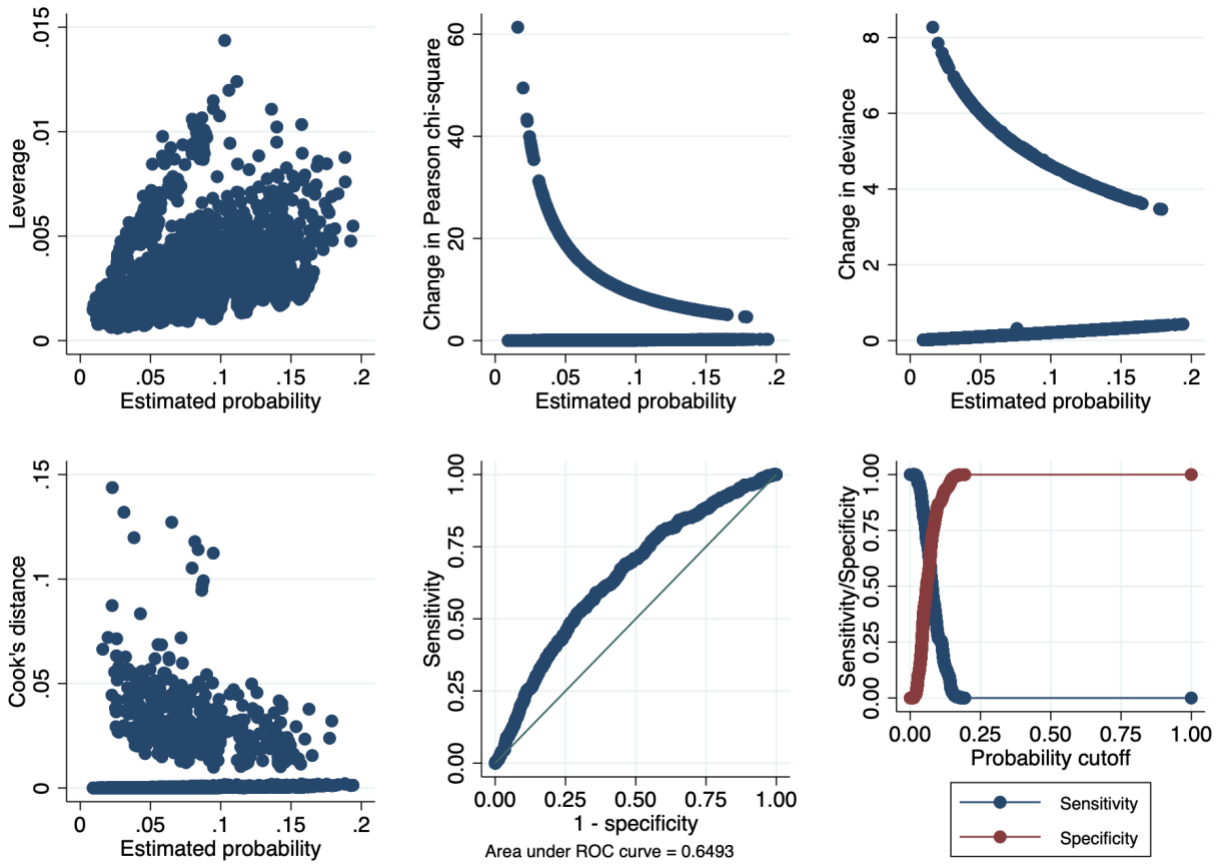 Leverage
.015
.01
.005
0
0 .05 .1 .15 .2
Estimated probability
Change in Pearson chi-square
60
40
20
0
0 .05 .1 .15 .2
Estimated probability
Change in deviance
8
6
4
2
0
0 .05 .1 .15 .2
Estimated probability
Cook's distance
.15
.1
.05
0
0 .05 .1 .15 .2
Estimated probability
Sensitivity
1.00
0.75
0.50
0.25
0.00
0.00 0.25 0.50 0.75 1.00
1 - specificity
Area under ROC curve = 0.6493
Sensitivity/Specificity
1.00
0.75
0.50
0.25
0.00
0.00 0.25 0.50 0.75 1.00
Probability cutoff
Sensitivity
Specificity